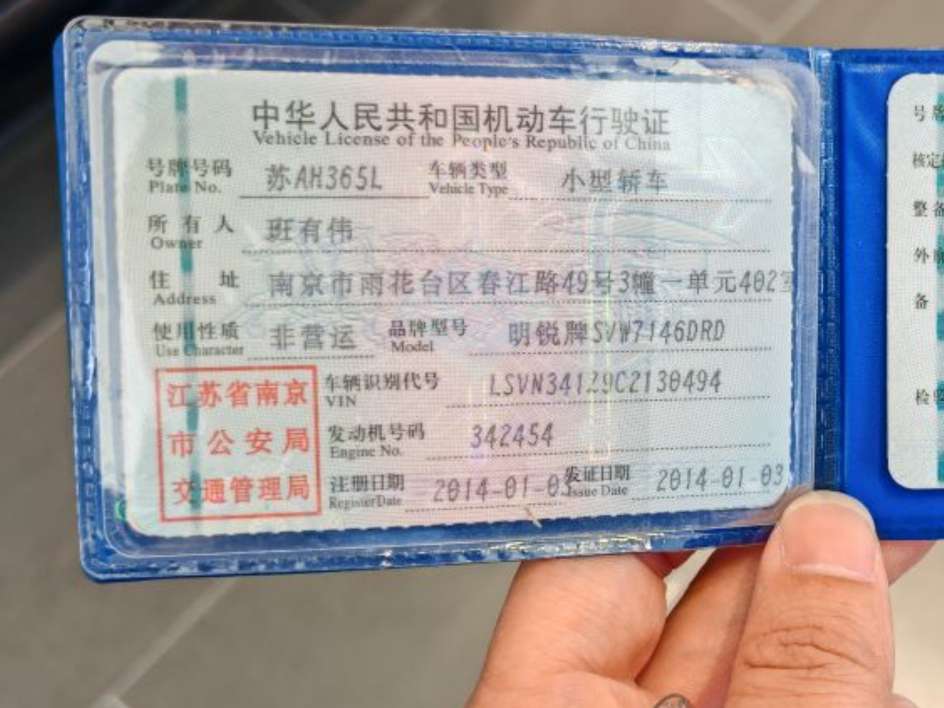 中华人民共和国机动车行驶证
Vehicle License of the People's Republic of China
号牌号码 苏AH365L 车辆类型 小型轿车
Plate No. Vehicle Type
所有人 班有伟
Owner
住址 南京市雨花台区春江路49号3幢一单元402室
Address
使用性质 非营运 品牌型号 明锐牌SVW7146DRD
Use Character Model
江苏省南京
市公安局
交通管理局
车辆识别代号 LSVN341Z9C2130494
VIN
发动机号码 342454
Engine No.
注册日期 2014-01-03 发证日期 2014-01-03
Register Date Issue Date
号牌
核定
整备
外
备
检验